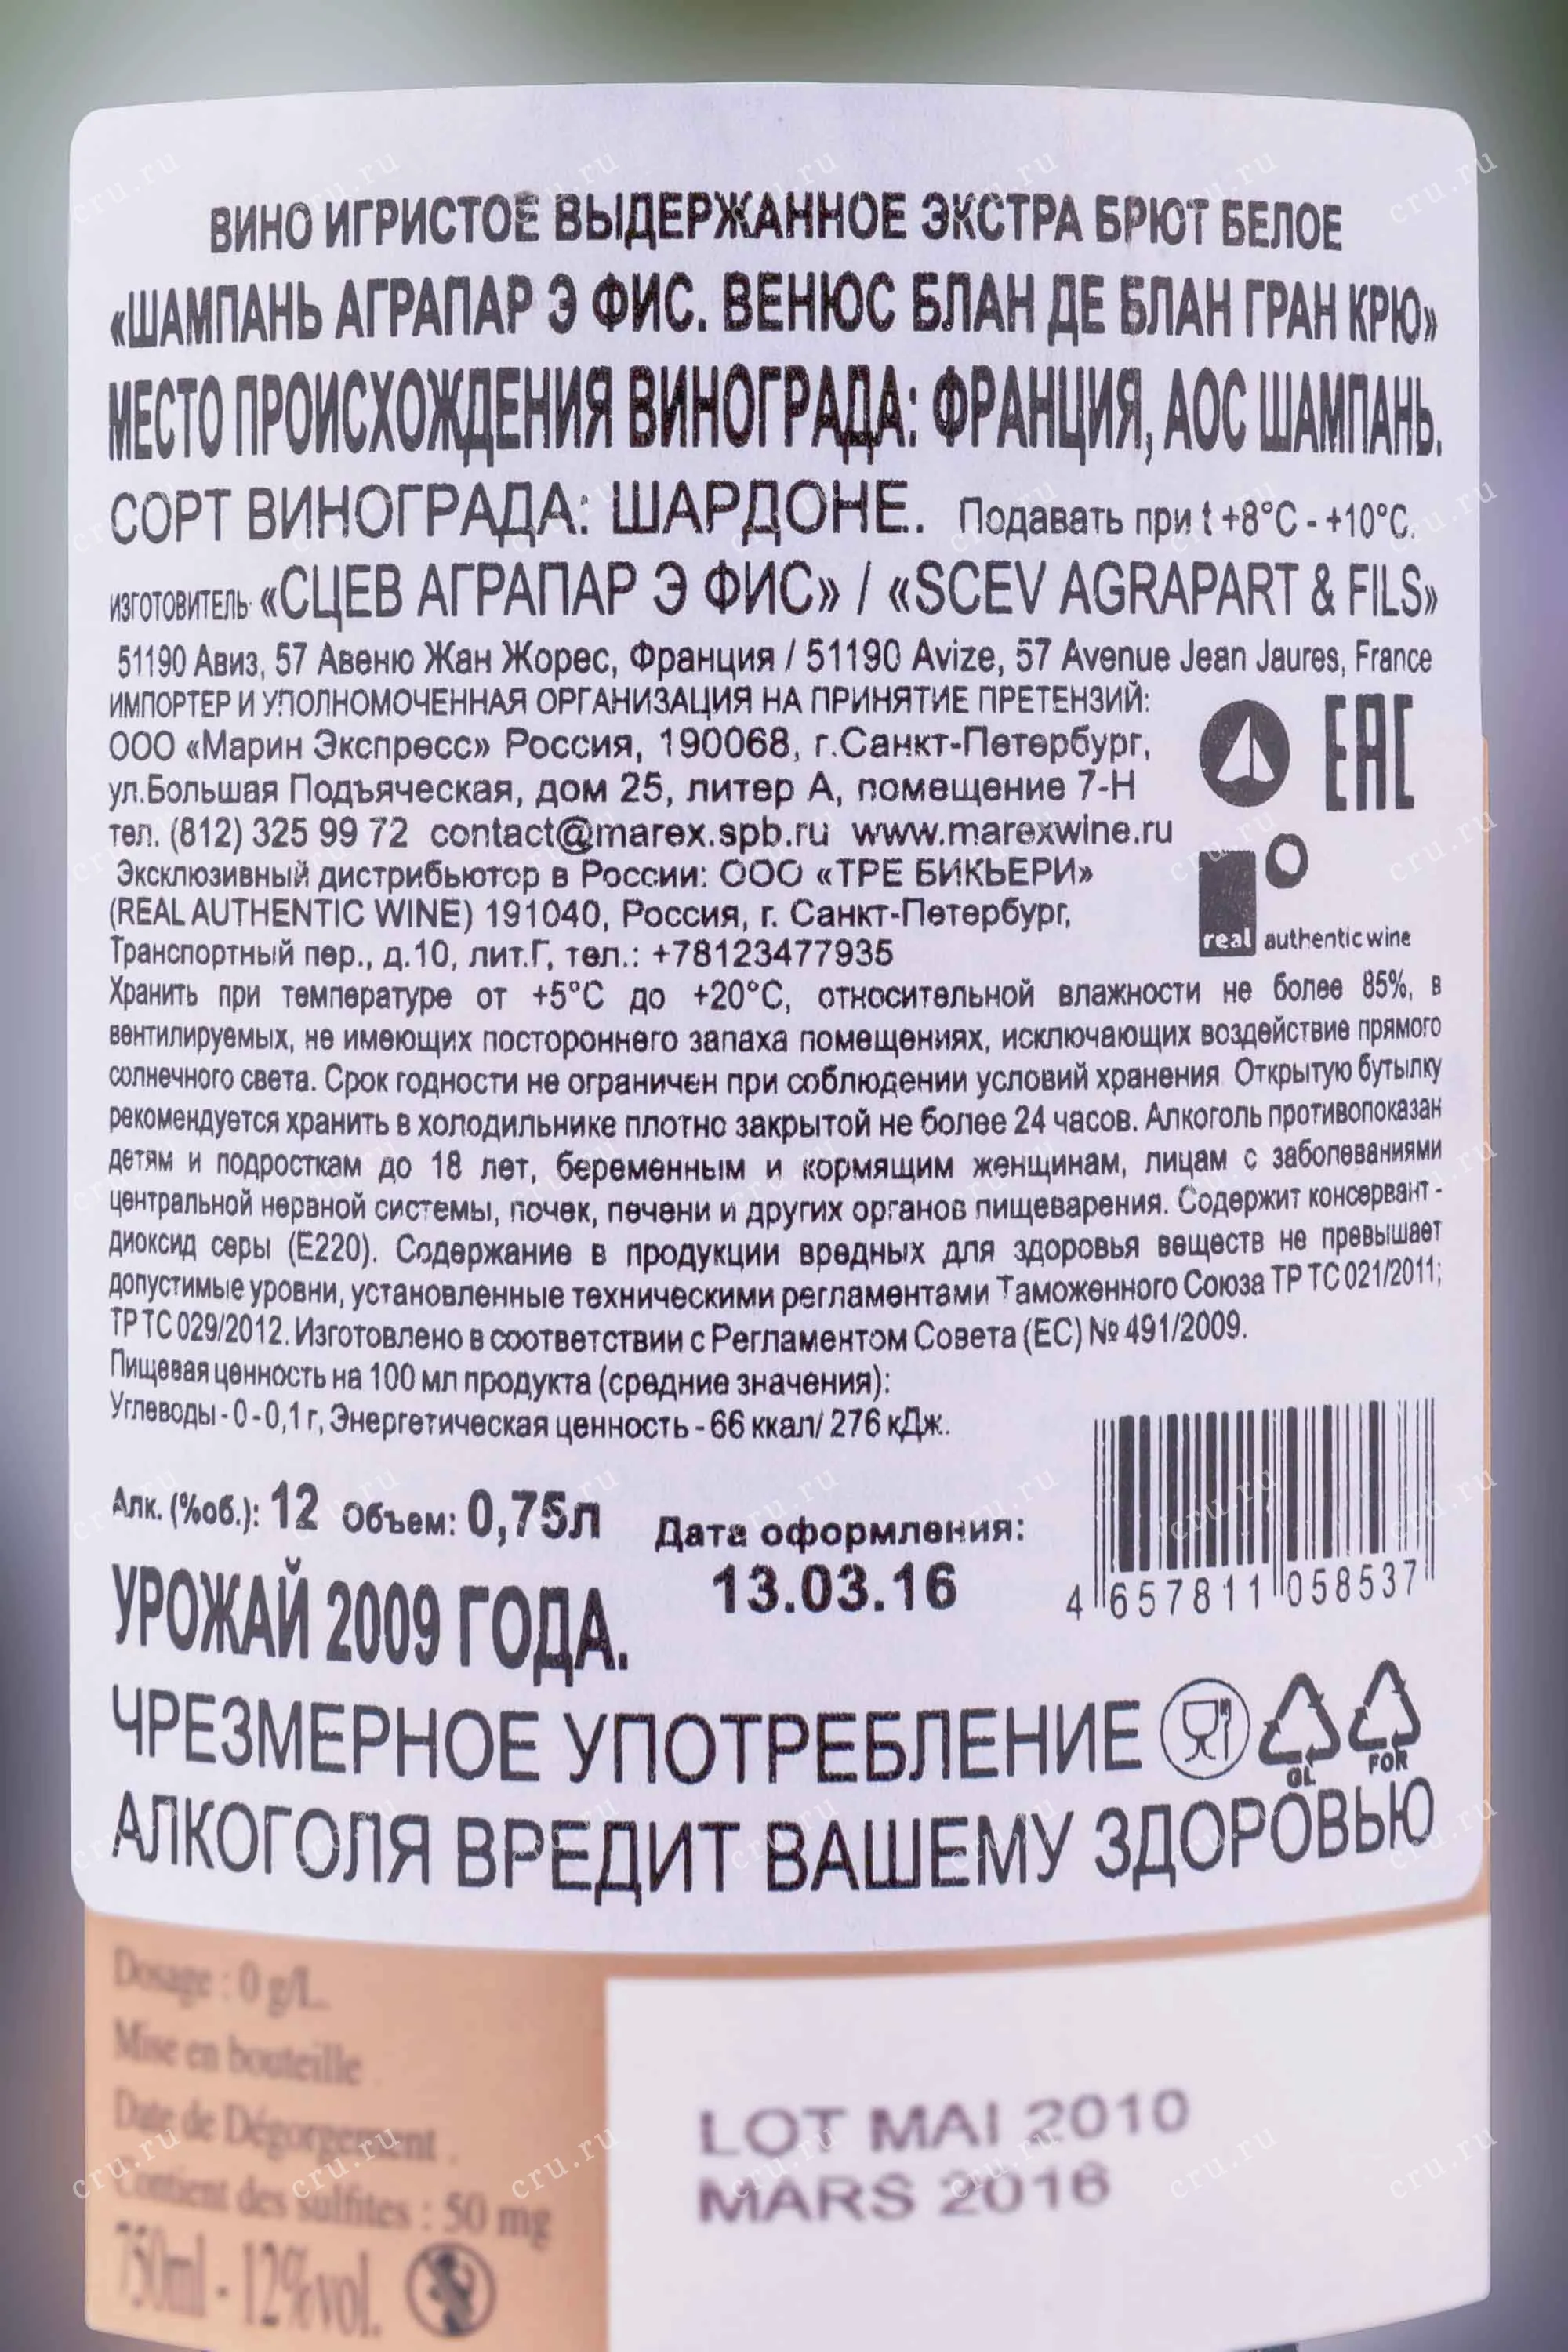 ВИНО ИГРИСТОЕ ВЫДЕРЖАННОЕ ЭКСТРА БРЮТ БЕЛОЕ
«ШАМПАНЬ АГРАПАР Э ФИС. ВЕНЮС БЛАН ДЕ БЛАН ГРАН КРЮ»
МЕСТО ПРОИСХОЖДЕНИЯ ВИНОГРАДА: ФРАНЦИЯ, АОС ШАМПАНЬ.
СОРТ ВИНОГРАДА: ШАРДОНЕ. Подавать при t +8°С - +10°С.
ИЗГОТОВИТЕЛЬ «СЦЕВ АГРАПАР Э ФИС» / «SCEV AGRAPART & FILS»
51190 Авиз, 57 Авеню Жан Жорес, Франция / 51190 Avize, 57 Avenue Jean Jaures, France
ИМПОРТЕР И УПОЛНОМОЧЕННАЯ ОРГАНИЗАЦИЯ НА ПРИНЯТИЕ ПРЕТЕНЗИЙ:
ООО «Марин Экспресс» Россия, 190068, г.Санкт-Петербург,
ул.Большая Подъяческая, дом 25, литер А, помещение 7-Н
тел. (812) 325 99 72 contact@marex.spb.ru www.marexwine.ru
EAC
Эксклюзивный дистрибьютор в России: ООО «ТРЕ БИКЬЕРИ»
(REAL AUTHENTIC WINE) 191040, Россия, г. Санкт-Петербург,
Транспортный пер., д.10, лит.Г, тел.: +78123477935
real authentic wine
Хранить при температуре от +5°С до +20°С, относительной влажности не более 85%, в
вентилируемых, не имеющих постороннего запаха помещениях, исключающих воздействие прямого
солнечного света. Срок годности не ограничен при соблюдении условий хранения Открытую бутылку
рекомендуется хранить в холодильнике плотно закрытой не более 24 часов. Алкоголь противопоказан
детям и подросткам до 18 лет, беременным и кормящим женщинам, лицам с заболеваниями
центральной нервной системы, почек, печени и других органов пищеварения. Содержит консервант -
диоксид серы (Е220). Содержание в продукции вредных для здоровья веществ не превышает
допустимые уровни, установленные техническими регламентами Таможенного Союза ТР ТС 021/2011;
ТР ТС 029/2012. Изготовлено в соответствии с Регламентом Совета (ЕС) № 491/2009.
Пищевая ценность на 100 мл продукта (средние значения):
Углеводы - 0 - 0,1 г, Энергетическая ценность - 66 ккал/ 276 кДж.
Алк. (%об.): 12 Объем: 0,75л
Дата оформления:
13.03.16
4 657811 058537
УРОЖАЙ 2009 ГОДА.
ЧРЕЗМЕРНОЕ УПОТРЕБЛЕНИЕ
GL FOR
АЛКОГОЛЯ ВРЕДИТ ВАШЕМУ ЗДОРОВЬЮ
Dosage : 0 g/L.
Mise en bouteille
Date de Dégorgement .
Contient des sulfites : 50 mg
750ml - 12%vol.
LOT MAI 2010
MARS 2016
cru.ru